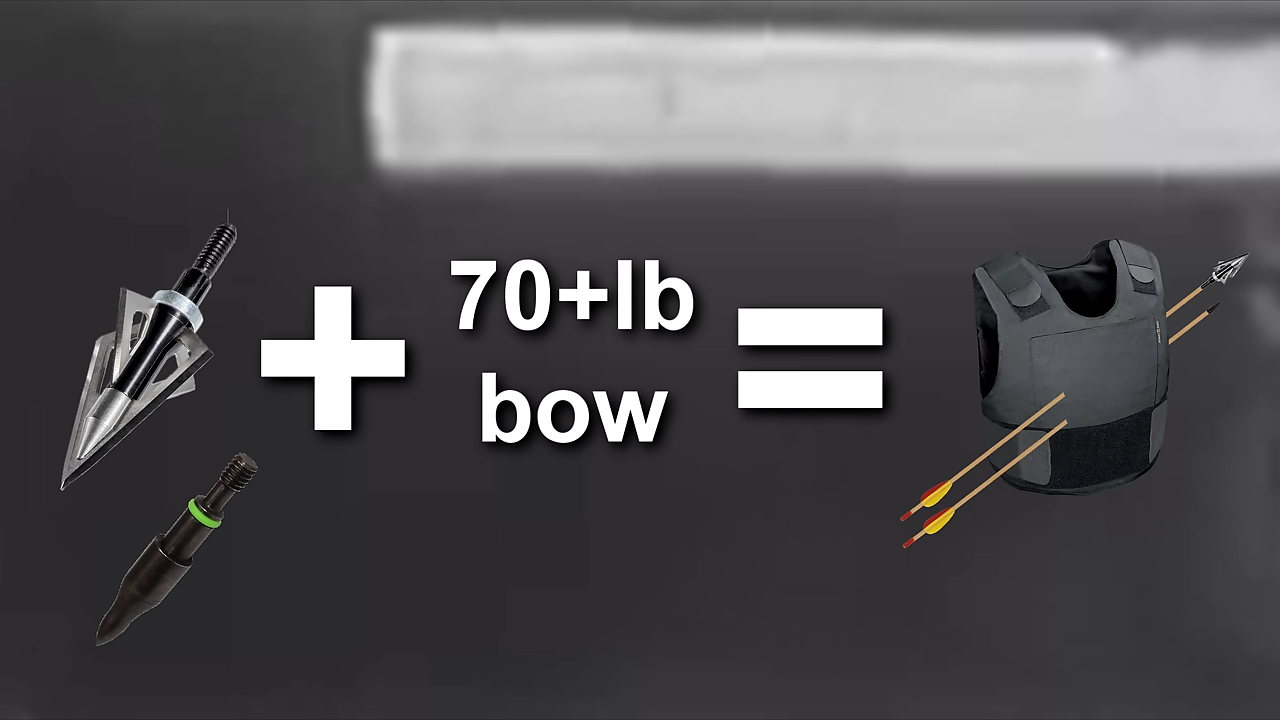 +
70+lb
bow
=